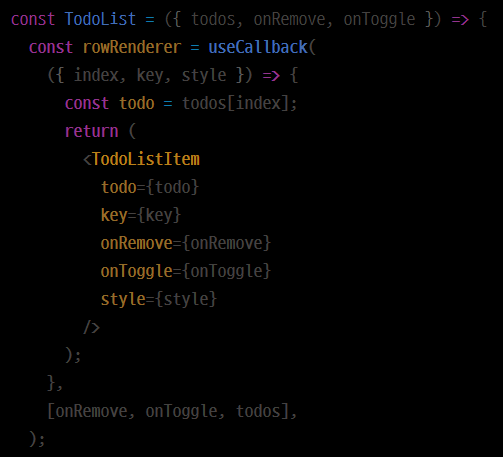 const TodoList = ({ todos, onRemove, onToggle }) => {
  const rowRenderer = useCallback(
    ({ index, key, style }) => {
      const todo = todos[index];
      return (
        <TodoListItem
          todo={todo}
          key={key}
          onRemove={onRemove}
          onToggle={onToggle}
          style={style}
        />
      );
    },
    [onRemove, onToggle, todos],
  );